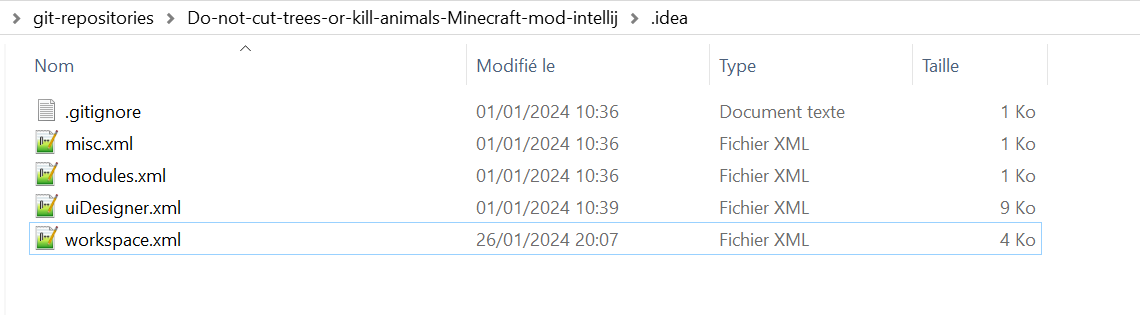 git-repositories > Do-not-cut-trees-or-kill-animals-Minecraft-mod-intellij > .idea
Nom Modifié le Type Taille
.gitignore 01/01/2024 10:36 Document texte 1 Ko
misc.xml 01/01/2024 10:36 Fichier XML 1 Ko
modules.xml 01/01/2024 10:36 Fichier XML 1 Ko
uiDesigner.xml 01/01/2024 10:39 Fichier XML 9 Ko
workspace.xml 26/01/2024 20:07 Fichier XML 4 Ko